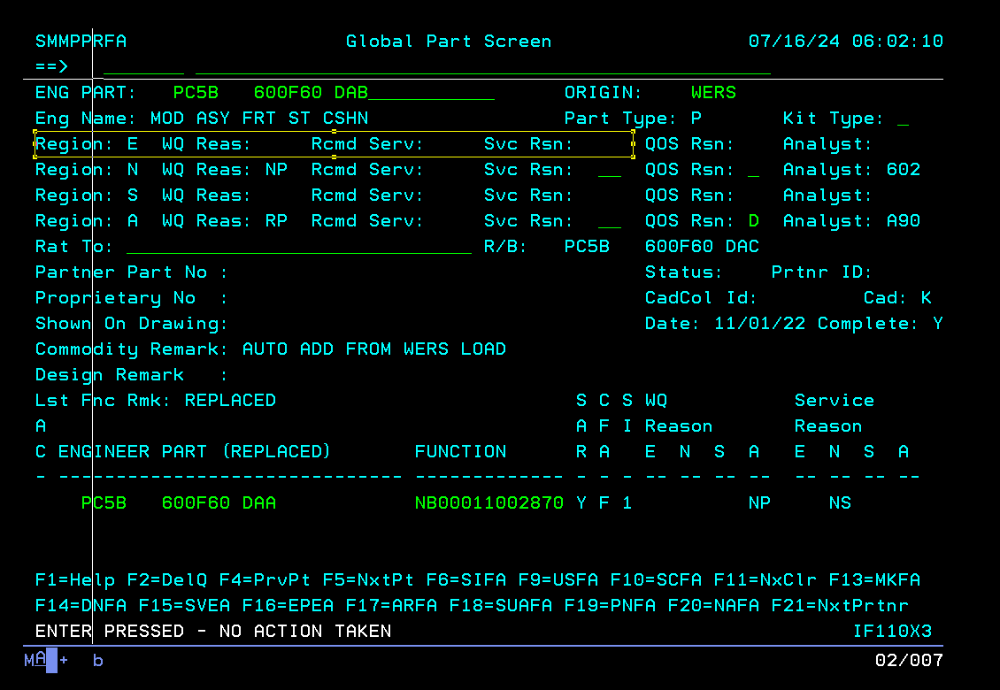 SMMPPRFA Global Part Screen 07/16/24 06:02:10
==> _______ __________________________________________________
ENG PART: PC5B 600F60 DAB___________ ORIGIN: WERS
Eng Name: MOD ASY FRT ST CSHN Part Type: P Kit Type: _
Region: E WQ Reas: Rcmd Serv: Svc Rsn: QOS Rsn: Analyst:
Region: N WQ Reas: NP Rcmd Serv: Svc Rsn: __ QOS Rsn: _ Analyst: 602
Region: S WQ Reas: Rcmd Serv: Svc Rsn: QOS Rsn: Analyst:
Region: A WQ Reas: RP Rcmd Serv: Svc Rsn: __ QOS Rsn: D Analyst: A90
Rat To: ______________________________ R/B: PC5B 600F60 DAC
Partner Part No : Status: Prtnr ID:
Proprietary No : CadCol Id: Cad: K
Shown On Drawing: Date: 11/01/22 Complete: Y
Commodity Remark: AUTO ADD FROM WERS LOAD
Design Remark :
Lst Fnc Rmk: REPLACED S C S WQ Service
A A F I Reason Reason
C ENGINEER PART (REPLACED) FUNCTION R A E N S A E N S A
- ------------------------------ ------------- - - - -- -- -- -- -- -- -- --
PC5B 600F60 DAA NB00011002870 Y F 1 NP NS
F1=Help F2=DelQ F4=PrvPt F5=NxtPt F6=SIFA F9=USFA F10=SCFA F11=NxClr F13=MKFA
F14=DNFA F15=SVEA F16=EPEA F17=ARFA F18=SUAFA F19=PNFA F20=NAFA F21=NxtPrtnr
ENTER PRESSED - NO ACTION TAKEN IF110X3
MA + b 02/007